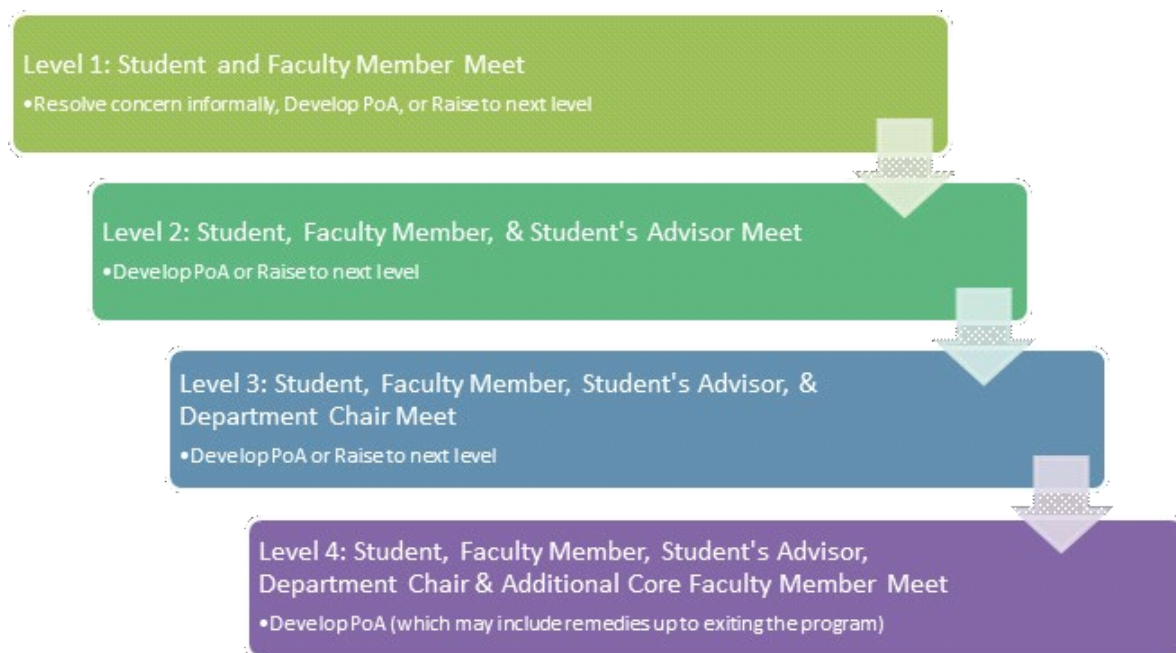 Level 1: Student and Faculty Member Meet
•Resolve concern informally, Develop PoA, or Raise to next level
Level 2: Student, Faculty Member, & Student's Advisor Meet
•Develop PoA or Raise to next level
Level 3: Student, Faculty Member, Student's Advisor, &
Department Chair Meet
•Develop PoA or Raise to next level
Level 4: Student, Faculty Member, Student's Advisor,
Department Chair & Additional Core Faculty Member Meet
•Develop PoA (which may include remedies up to exiting the program)